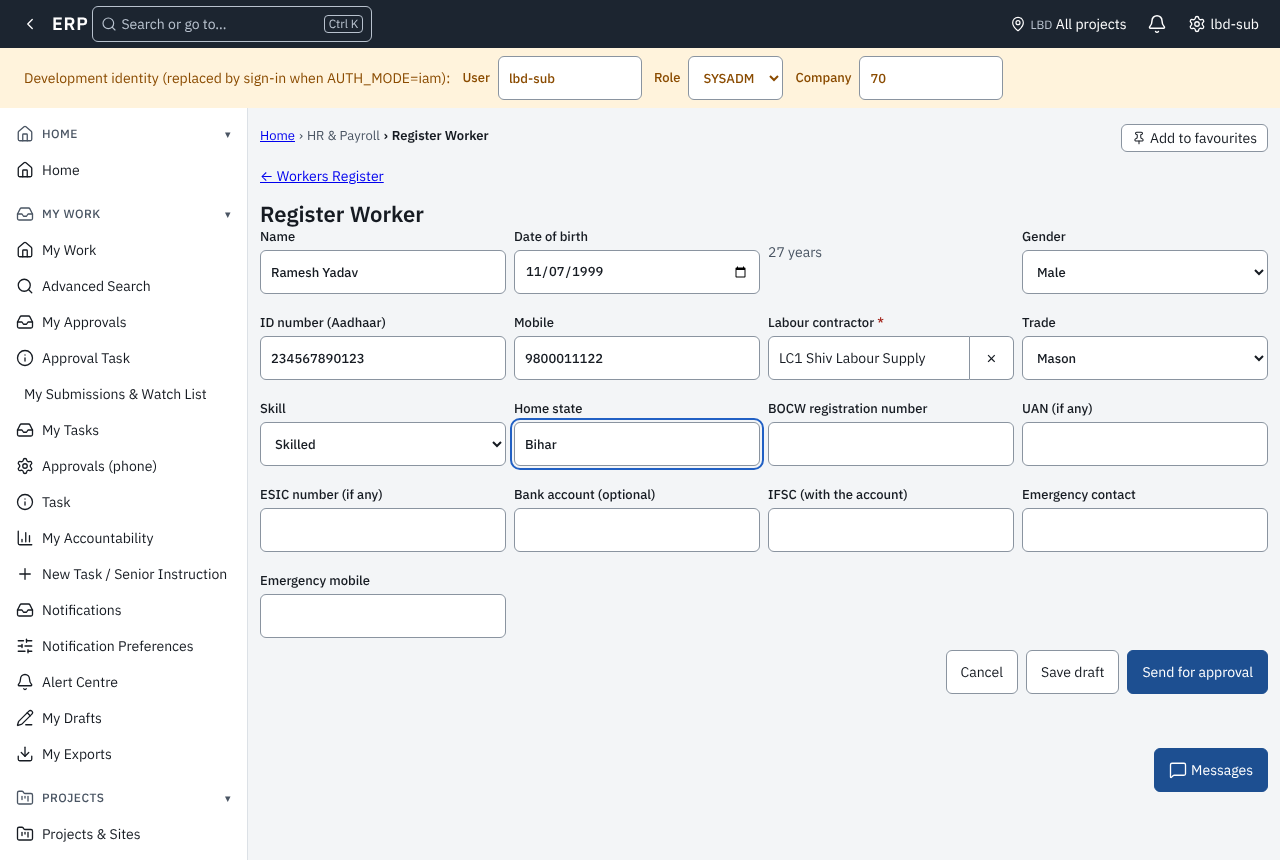 ERP Search or go to... Ctrl K LBD All projects lbd-sub
Development identity (replaced by sign-in when AUTH_MODE=iam): User lbd-sub Role SYSADM Company 70
HOME ▾
Home
MY WORK ▾
My Work
Advanced Search
My Approvals
Approval Task
My Submissions & Watch List
My Tasks
Approvals (phone)
Task
My Accountability
New Task / Senior Instruction
Notifications
Notification Preferences
Alert Centre
My Drafts
My Exports
PROJECTS ▾
Projects & Sites
Home › HR & Payroll › Register Worker
Add to favourites
← Workers Register
Register Worker
Name Date of birth Gender
Ramesh Yadav 11/07/1999 27 years Male
ID number (Aadhaar) Mobile Labour contractor * Trade
234567890123 9800011122 LC1 Shiv Labour Supply × Mason
Skill Home state BOCW registration number UAN (if any)
Skilled Bihar
ESIC number (if any) Bank account (optional) IFSC (with the account) Emergency contact
Emergency mobile
Cancel Save draft Send for approval
Messages